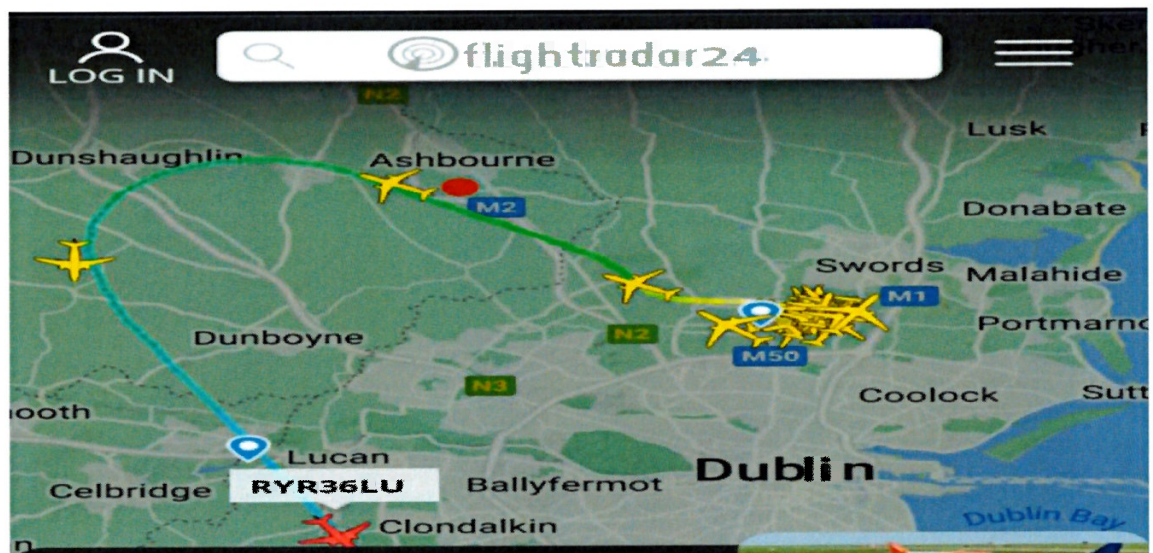 LOG IN
flightradar24
N2
Lusk
Dunshaughlin
Ashbourne
M2
Donabate
Swords
Malahide
M1
Dunboyne
N2
Portmarno
M50
N3
Coolock
Sutt
ooth
Lucan
Dublin
Celbridge
RYR36LU
Ballyfermot
Clondalkin
Dublin Bay
n